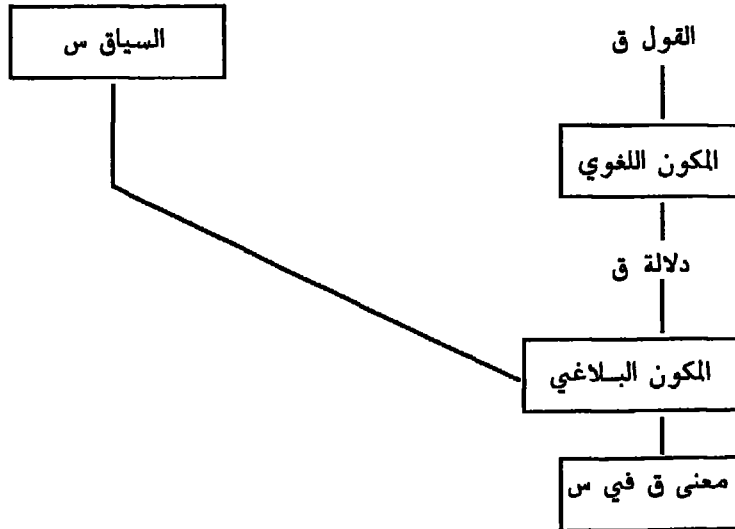 القول ق
السياق س
المكون اللغوي
دلالة ق
المكون البلاغي
معنى ق في س